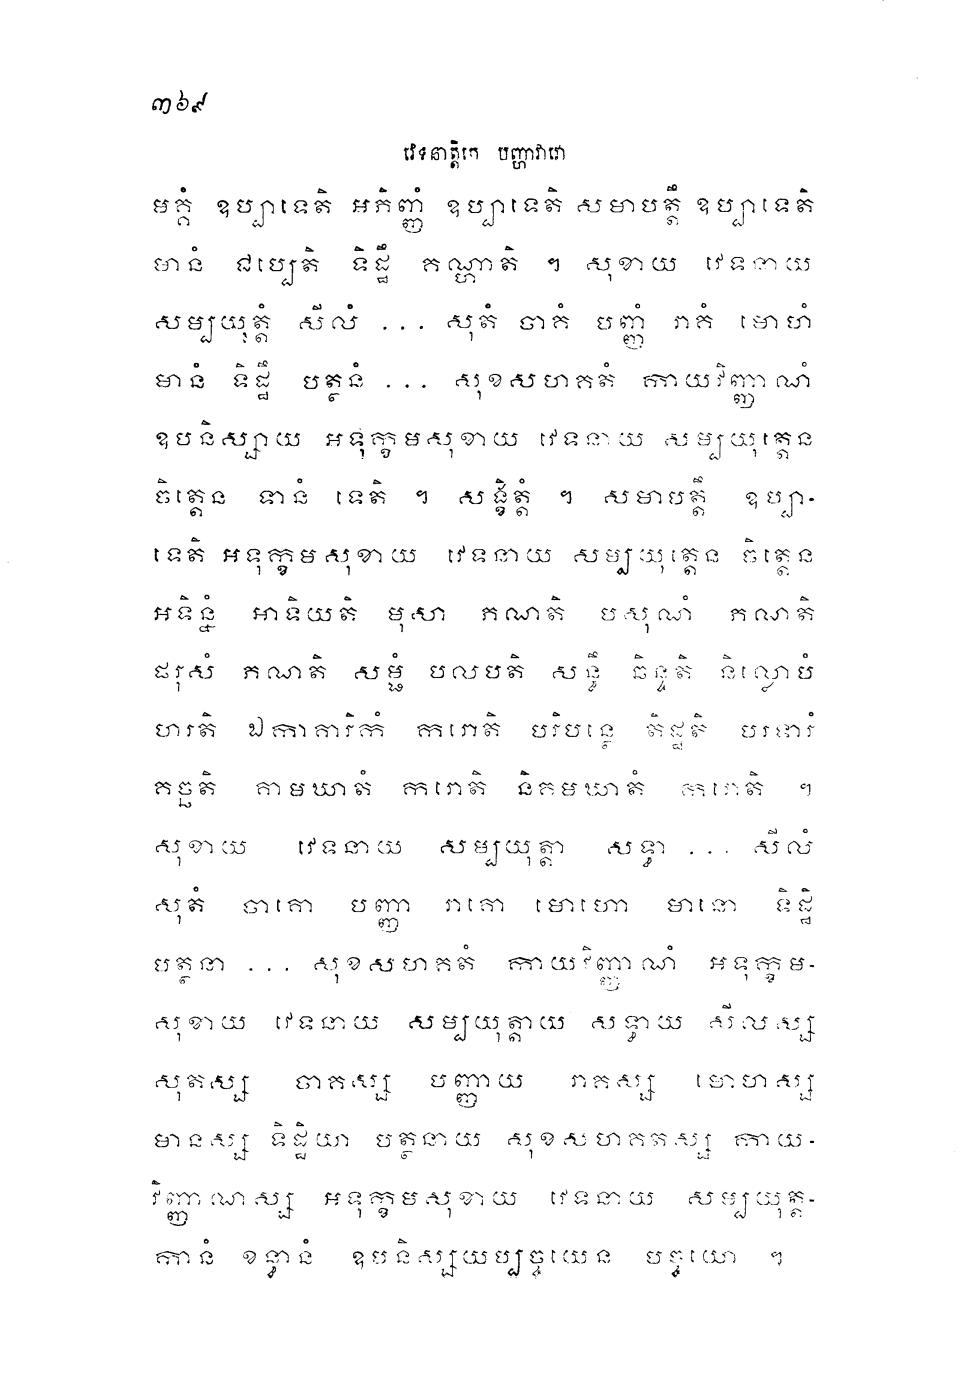 ៣៦៩
វេទនាត្តិកេ បញ្ហាវារោ
មគ្គំ ឧប្បាទេតិ អភិញ្ញំ ឧប្បាទេតិ សមាបត្តឹ ឧប្បាទេតិ
មានំ ជប្បេតិ ទិដ្ឋឹ គណ្ហាតិ ។ សុខាយ វេទនាយ
សម្បយុត្តំ សីលំ ... សុតំ ចាគំ បញ្ញំ រាគំ មោហំ
មានំ ទិដ្ឋឹ បត្ថនំ ... សុខសហគតំ កាយវិញ្ញាណំ
ឧបនិស្សាយ អទុក្ខមសុខាយ វេទនាយ សម្បយុត្តេន
ចិត្តេន ទានំ ទេតិ ។ សង្ខិត្តំ ។ សមាបត្តឹ ឧប្បា-
ទេតិ អទុក្ខមសុខាយ វេទនាយ សម្បយុត្តេន ចិត្តេន
អទិន្នំ អាទិយតិ មុសា ភណតិ បិសុណំ ភណតិ
ផរុសំ ភណតិ សម្ផំ បលបតិ សន្ធឹ ឆិន្ទតិ និល្លោបំ
ហរតិ ឯកាគារិកំ ករោតិ បរិបន្ថេ តិដ្ឋតិ បរទារំ
គច្ឆតិ គាមឃាតំ ករោតិ និគមឃាតំ ករោតិ ។
សុខាយ វេទនាយ សម្បយុត្តា សទ្ធា ... សីលំ
សុតំ ចាគោ បញ្ញា រាគោ មោហោ មានោ ទិដ្ឋិ
បត្ថនា ... សុខសហគតំ កាយវិញ្ញាណំ អទុក្ខម-
សុខាយ វេទនាយ សម្បយុត្តាយ សទ្ធាយ សីលស្ស
សុតស្ស ចាគស្ស បញ្ញាយ រាគស្ស មោហស្ស
មានស្ស ទិដ្ឋិយា បត្ថនាយ សុខសហគតស្ស កាយ-
វិញ្ញាណស្ស អទុក្ខមសុខាយ វេទនាយ សម្បយុត្ត-
កានំ ខន្ធានំ ឧបនិស្សយប្បច្ចយេន បច្ចយោ ។